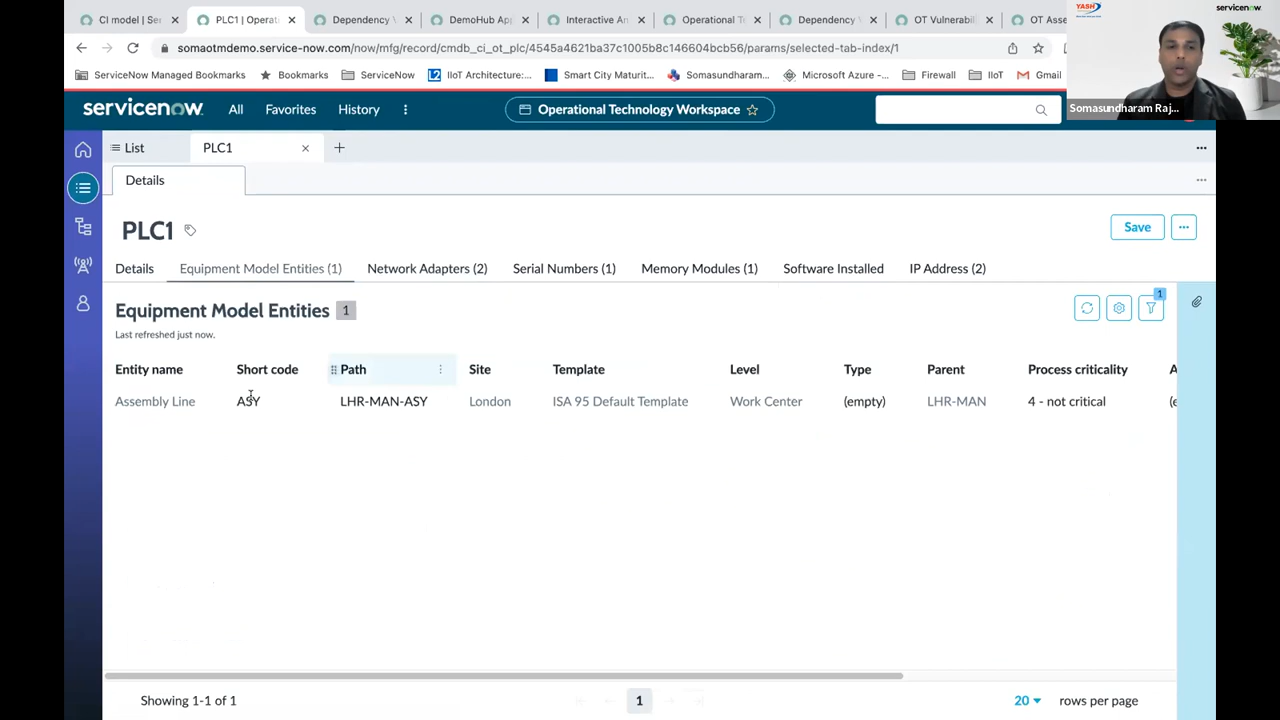 CI model | Ser
PLC1 | Operat
Dependency V
DemoHub App
Interactive An
Operational Te
Dependency V
OT Vulnerabil
OT Asse
somaotmdemo.service-now.com/now/mfg/record/cmdb_ci_ot_plc/4545a4621ba37c1005b8c146604bcb56/params/selected-tab-index/1
ServiceNow Managed Bookmarks
Bookmarks
ServiceNow
L2 IIoT Architecture:...
Smart City Maturit...
Somasundharam...
Microsoft Azure -...
Firewall
IIoT
Gmail
YASH
servicenow
Somasundharam Raj...
servicenow
All
Favorites
History
Operational Technology Workspace
List
PLC1
Details
PLC1
Save
Details
Equipment Model Entities (1)
Network Adapters (2)
Serial Numbers (1)
Memory Modules (1)
Software Installed
IP Address (2)
Equipment Model Entities 1
1
Last refreshed just now.
Entity name Short code Path Site Template Level Type Parent Process criticality A
Assembly Line ASY LHR-MAN-ASY London ISA 95 Default Template Work Center (empty) LHR-MAN 4 - not critical (e
Showing 1-1 of 1
1
20 rows per page